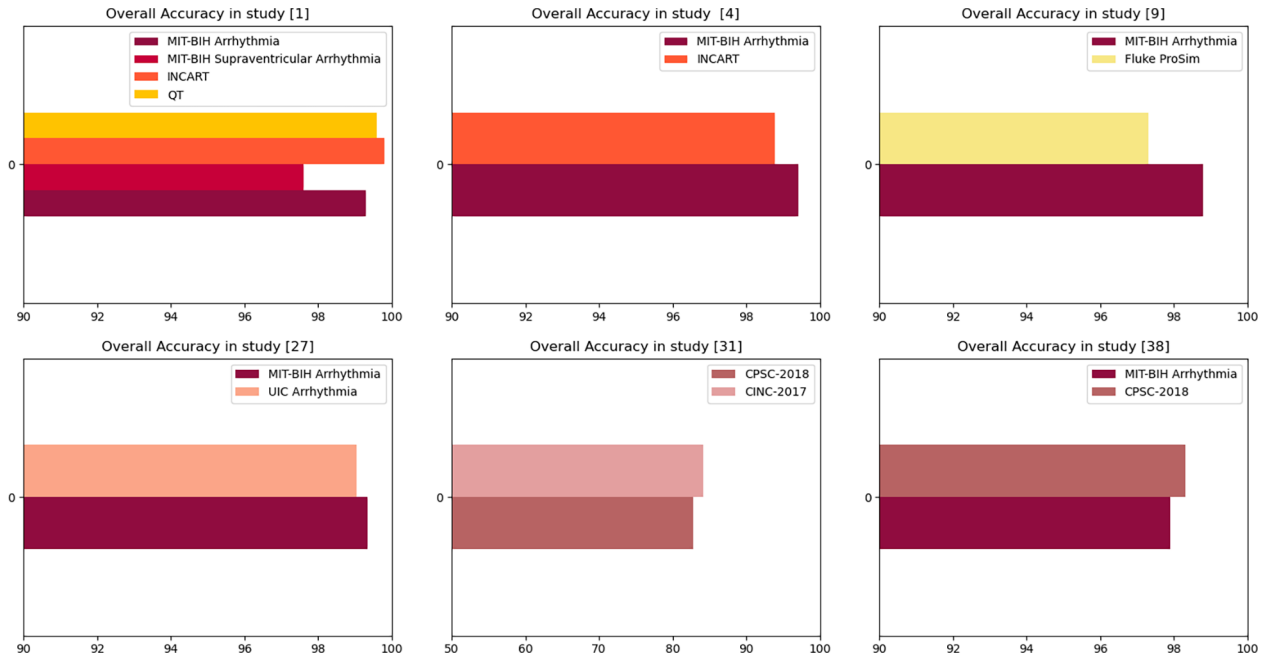 Overall Accuracy in study [1]
MIT-BIH Arrhythmia
MIT-BIH Supraventricular Arrhythmia
INCART
QT
0
90 92 94 96 98 100
Overall Accuracy in study [4]
MIT-BIH Arrhythmia
INCART
0
90 92 94 96 98 100
Overall Accuracy in study [9]
MIT-BIH Arrhythmia
Fluke ProSim
0
90 92 94 96 98 100
Overall Accuracy in study [27]
MIT-BIH Arrhythmia
UIC Arrhythmia
0
90 92 94 96 98 100
Overall Accuracy in study [31]
CPSC-2018
CINC-2017
0
50 60 70 80 90 100
Overall Accuracy in study [38]
MIT-BIH Arrhythmia
CPSC-2018
0
90 92 94 96 98 100